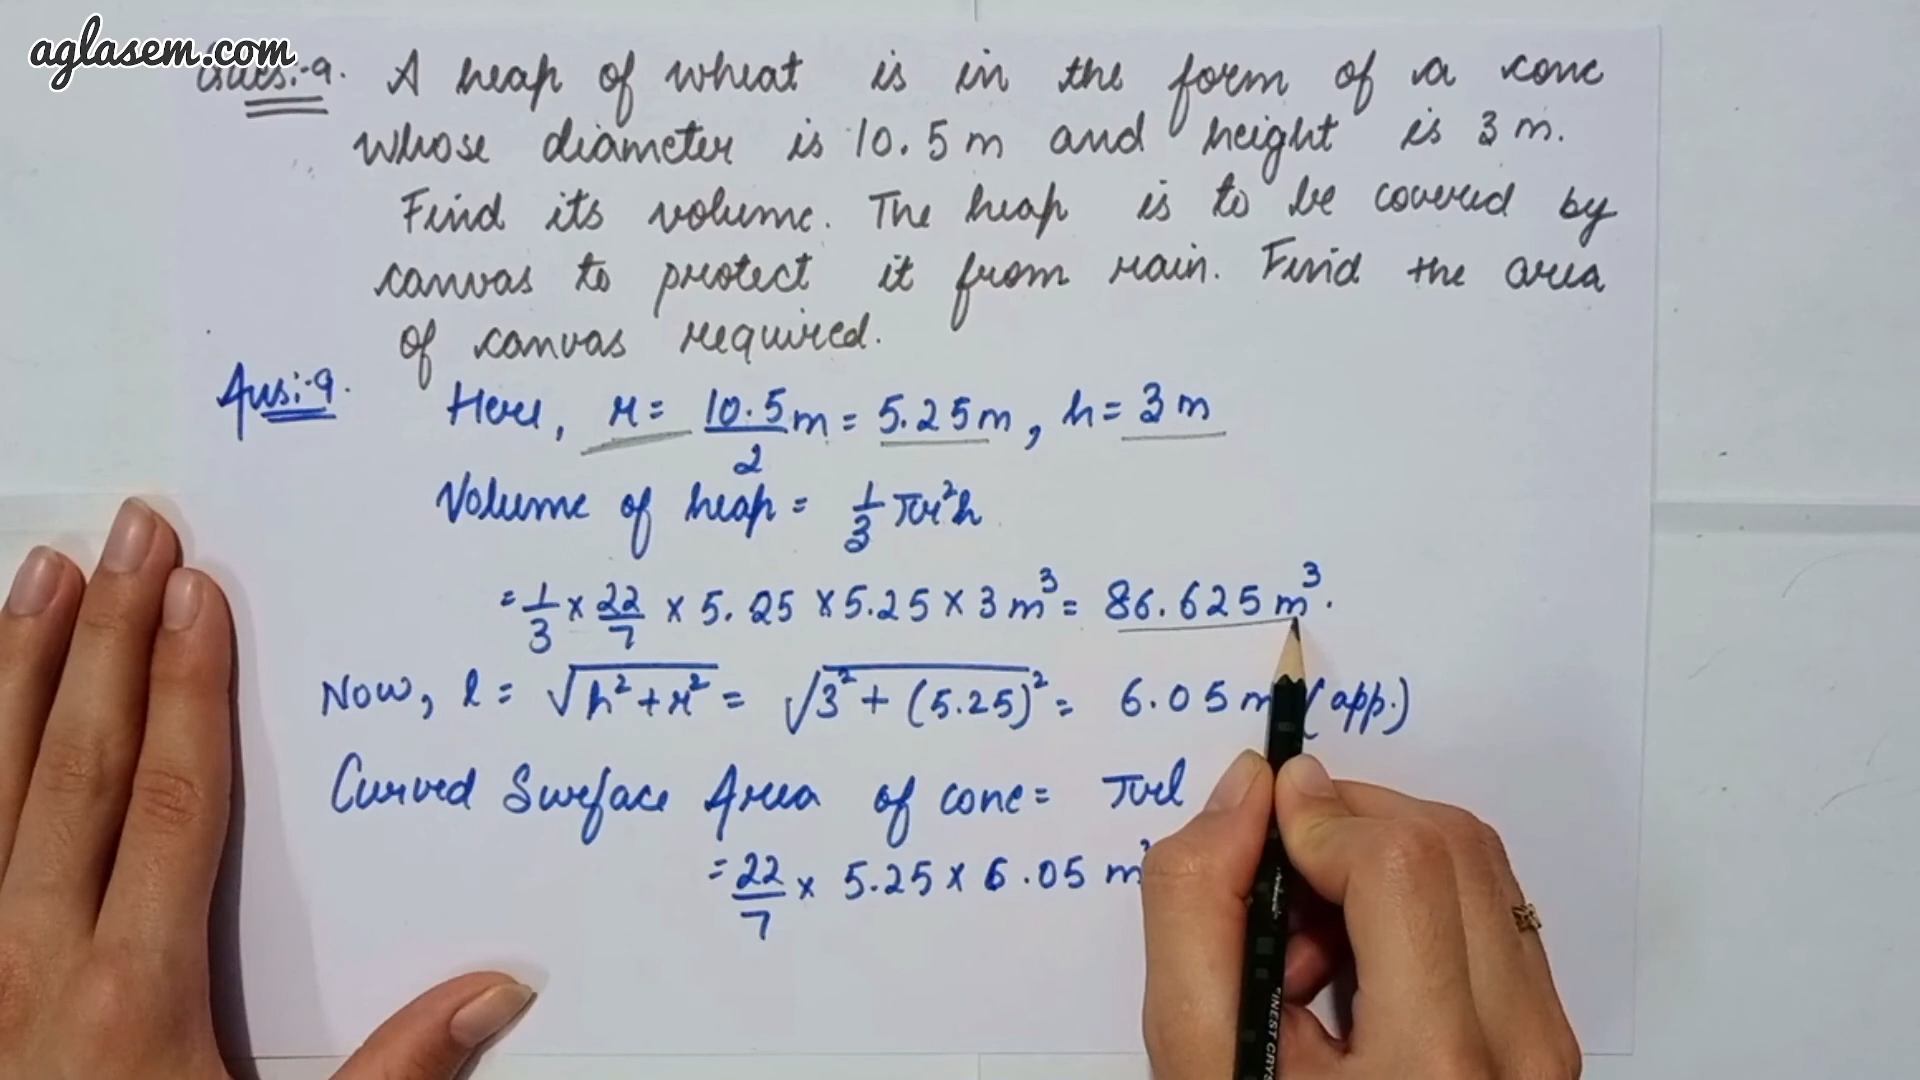 aglasem.com
Ques:-9. A heap of wheat is in the form of a cone
whose diameter is 10.5 m and height is 3 m.
Find its volume. The heap is to be covered by
canvas to protect it from rain. Find the area
of canvas required.
Ans:-9. Here, r = 10.5/2 m = 5.25 m, h = 3 m
Volume of heap = 1/3 πr²h
= 1/3 × 22/7 × 5.25 × 5.25 × 3 m³ = 86.625 m³.
Now, l = √h² + r² = √3² + (5.25)² = 6.05 m (app.)
Curved Surface Area of cone = πrl
= 22/7 × 5.25 × 6.05 m²